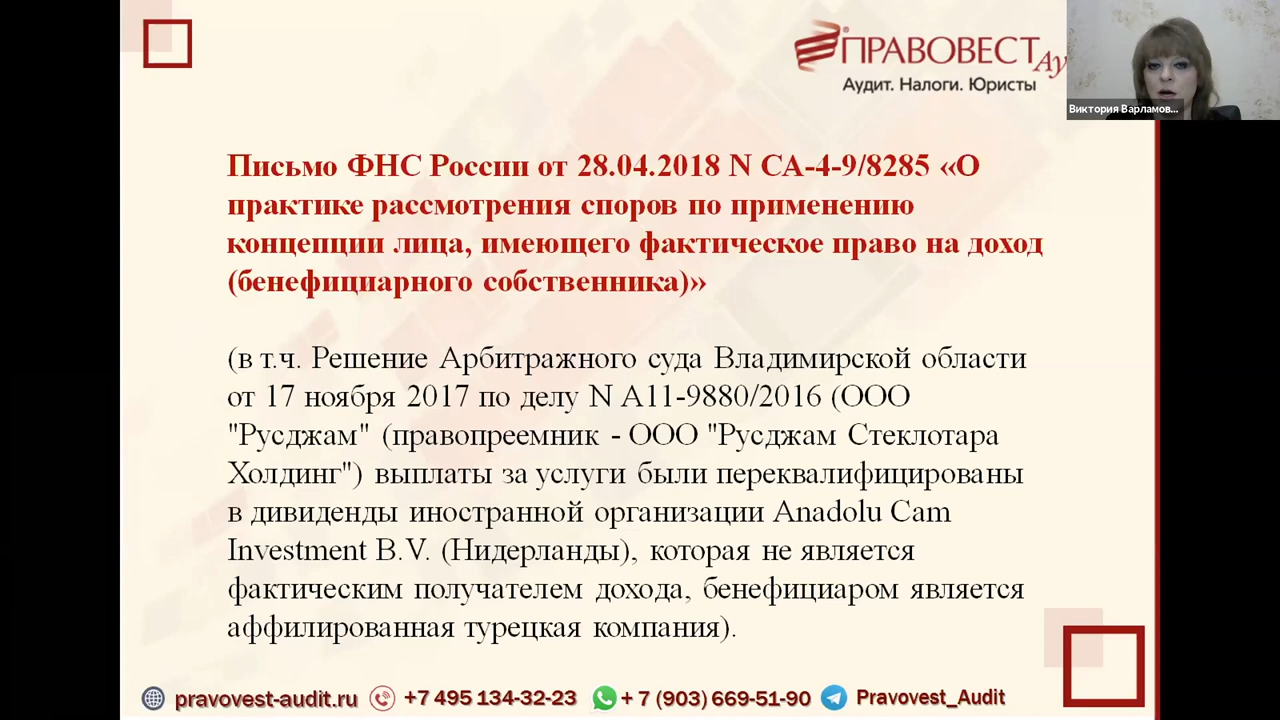 ПРАВОВЕСТ Ау
Аудит. Налоги. Юристы
Виктория Варламов...
Письмо ФНС России от 28.04.2018 N СА-4-9/8285 «О
практике рассмотрения споров по применению
концепции лица, имеющего фактическое право на доход
(бенефициарного собственника)»
(в т.ч. Решение Арбитражного суда Владимирской области
от 17 ноября 2017 по делу N А11-9880/2016 (ООО
"Русджам" (правопреемник - ООО "Русджам Стеклотара
Холдинг") выплаты за услуги были переквалифицированы
в дивиденды иностранной организации Anadolu Cam
Investment B.V. (Нидерланды), которая не является
фактическим получателем дохода, бенефициаром является
аффилированная турецкая компания).
pravovest-audit.ru +7 495 134-32-23 + 7 (903) 669-51-90 Pravovest_Audit